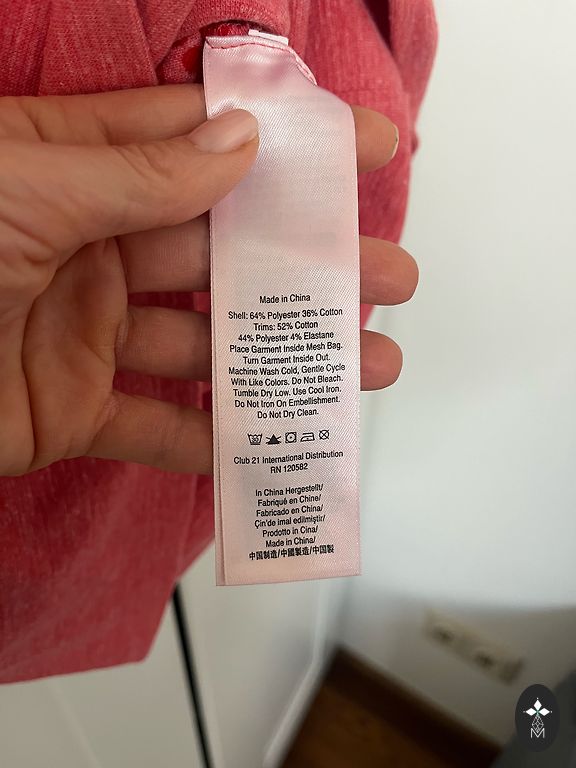 Made in China
Shell: 64% Polyester 36% Cotton
Trims: 52% Cotton
44% Polyester 4% Elastane
Place Garment Inside Mesh Bag.
Turn Garment Inside Out.
Machine Wash Cold, Gentle Cycle
With Like Colors. Do Not Bleach.
Tumble Dry Low. Use Cool Iron.
Do Not Iron On Embellishment.
Do Not Dry Clean.
Club 21 International Distribution
RN 120582
In China Hergestellt/
Fabriqué en Chine/
Fabricado en China/
Çin'de imal edilmiştir/
Prodotto in Cina/
Made in China/
中国制造/中國製造/中国製
M